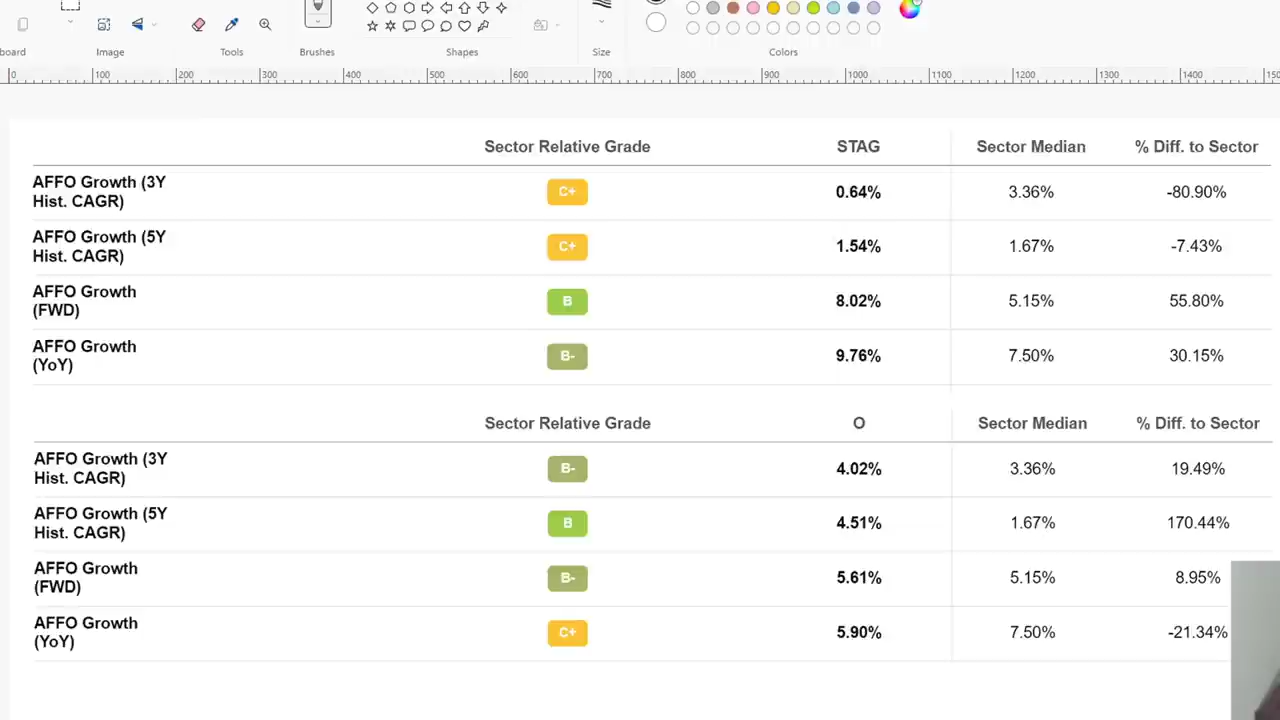 board
Image
Tools
Brushes
Shapes
Size
Colors
0 100 200 300 400 500 600 700 800 900 1000 1100 1200 1300 1400
Sector Relative Grade STAG Sector Median % Diff. to Sector
AFFO Growth (3Y
Hist. CAGR) C+ 0.64% 3.36% -80.90%
AFFO Growth (5Y
Hist. CAGR) C+ 1.54% 1.67% -7.43%
AFFO Growth
(FWD) B 8.02% 5.15% 55.80%
AFFO Growth
(YoY) B- 9.76% 7.50% 30.15%
Sector Relative Grade O Sector Median % Diff. to Sector
AFFO Growth (3Y
Hist. CAGR) B- 4.02% 3.36% 19.49%
AFFO Growth (5Y
Hist. CAGR) B 4.51% 1.67% 170.44%
AFFO Growth
(FWD) B- 5.61% 5.15% 8.95%
AFFO Growth
(YoY) C+ 5.90% 7.50% -21.34%